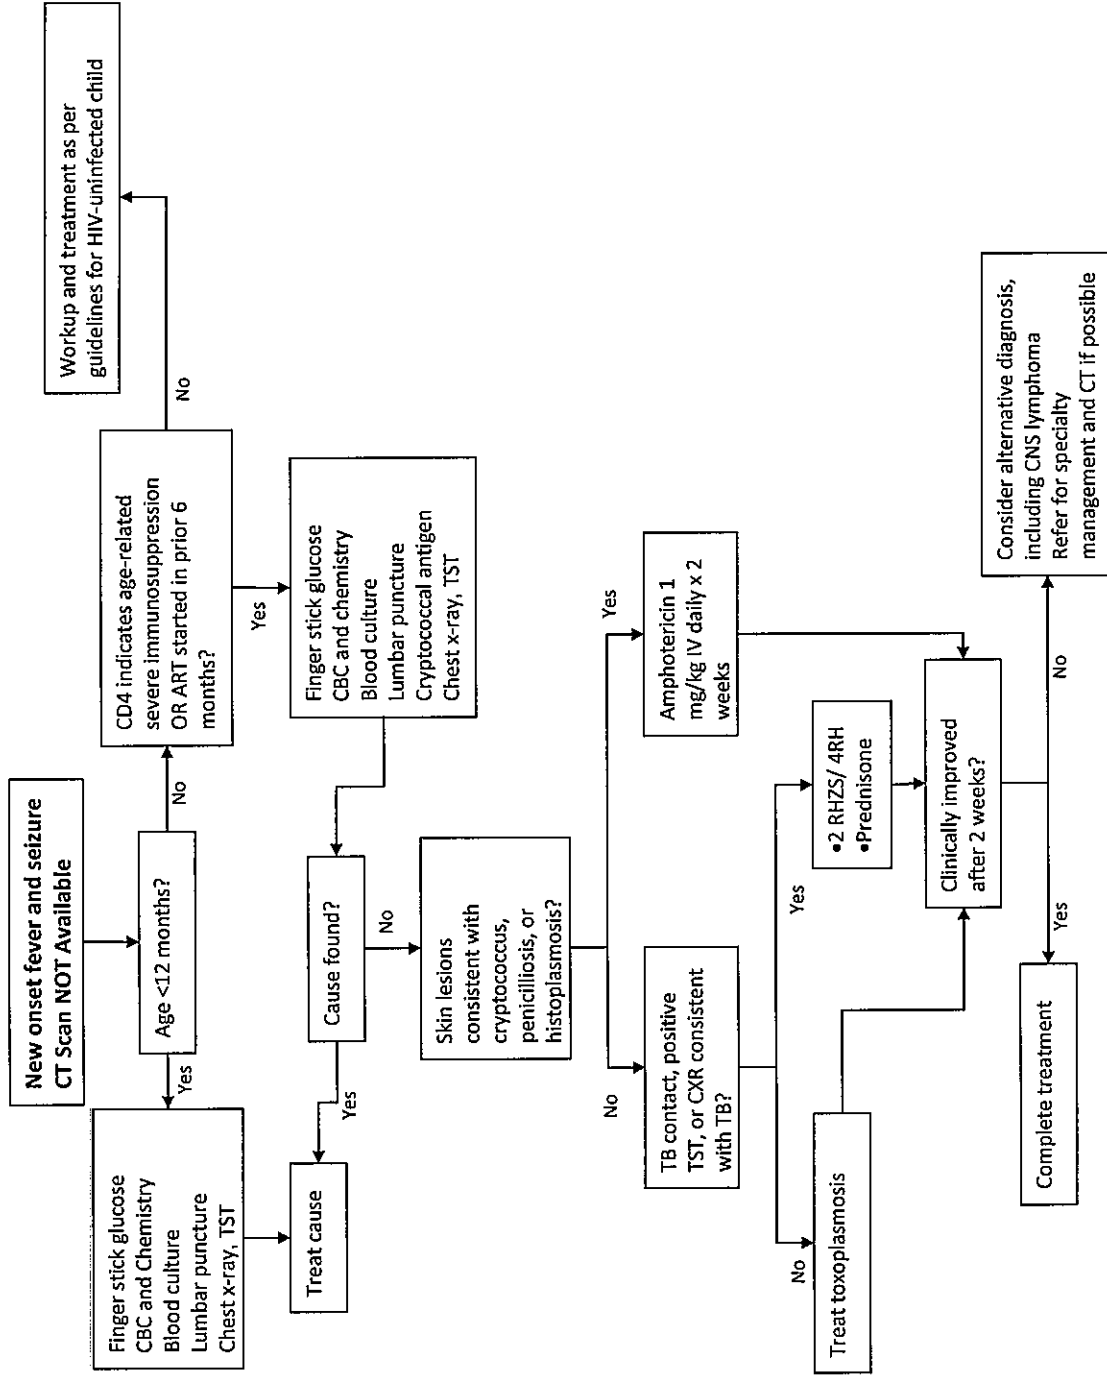 New onset fever and seizure
CT Scan NOT Available
Age <12 months?
Yes
No
Finger stick glucose
CBC and Chemistry
Blood culture
Lumbar puncture
Chest x-ray, TST
CD4 indicates age-related
severe immunosuppression
OR ART started in prior 6
months?
No
Workup and treatment as per
guidelines for HIV-uninfected child
Yes
Finger stick glucose
CBC and chemistry
Blood culture
Lumbar puncture
Cryptococcal antigen
Chest x-ray, TST
Cause found?
Yes
Treat cause
No
Skin lesions
consistent with
cryptococcus,
penicilliosis, or
histoplasmosis?
No
Yes
TB contact, positive
TST, or CXR consistent
with TB?
Amphotericin 1
mg/kg IV daily x 2
weeks
No
Yes
Treat toxoplasmosis
•2 RHZS/ 4RH
•Prednisone
Clinically improved
after 2 weeks?
Yes
No
Complete treatment
Consider alternative diagnosis,
including CNS lymphoma
Refer for specialty
management and CT if possible